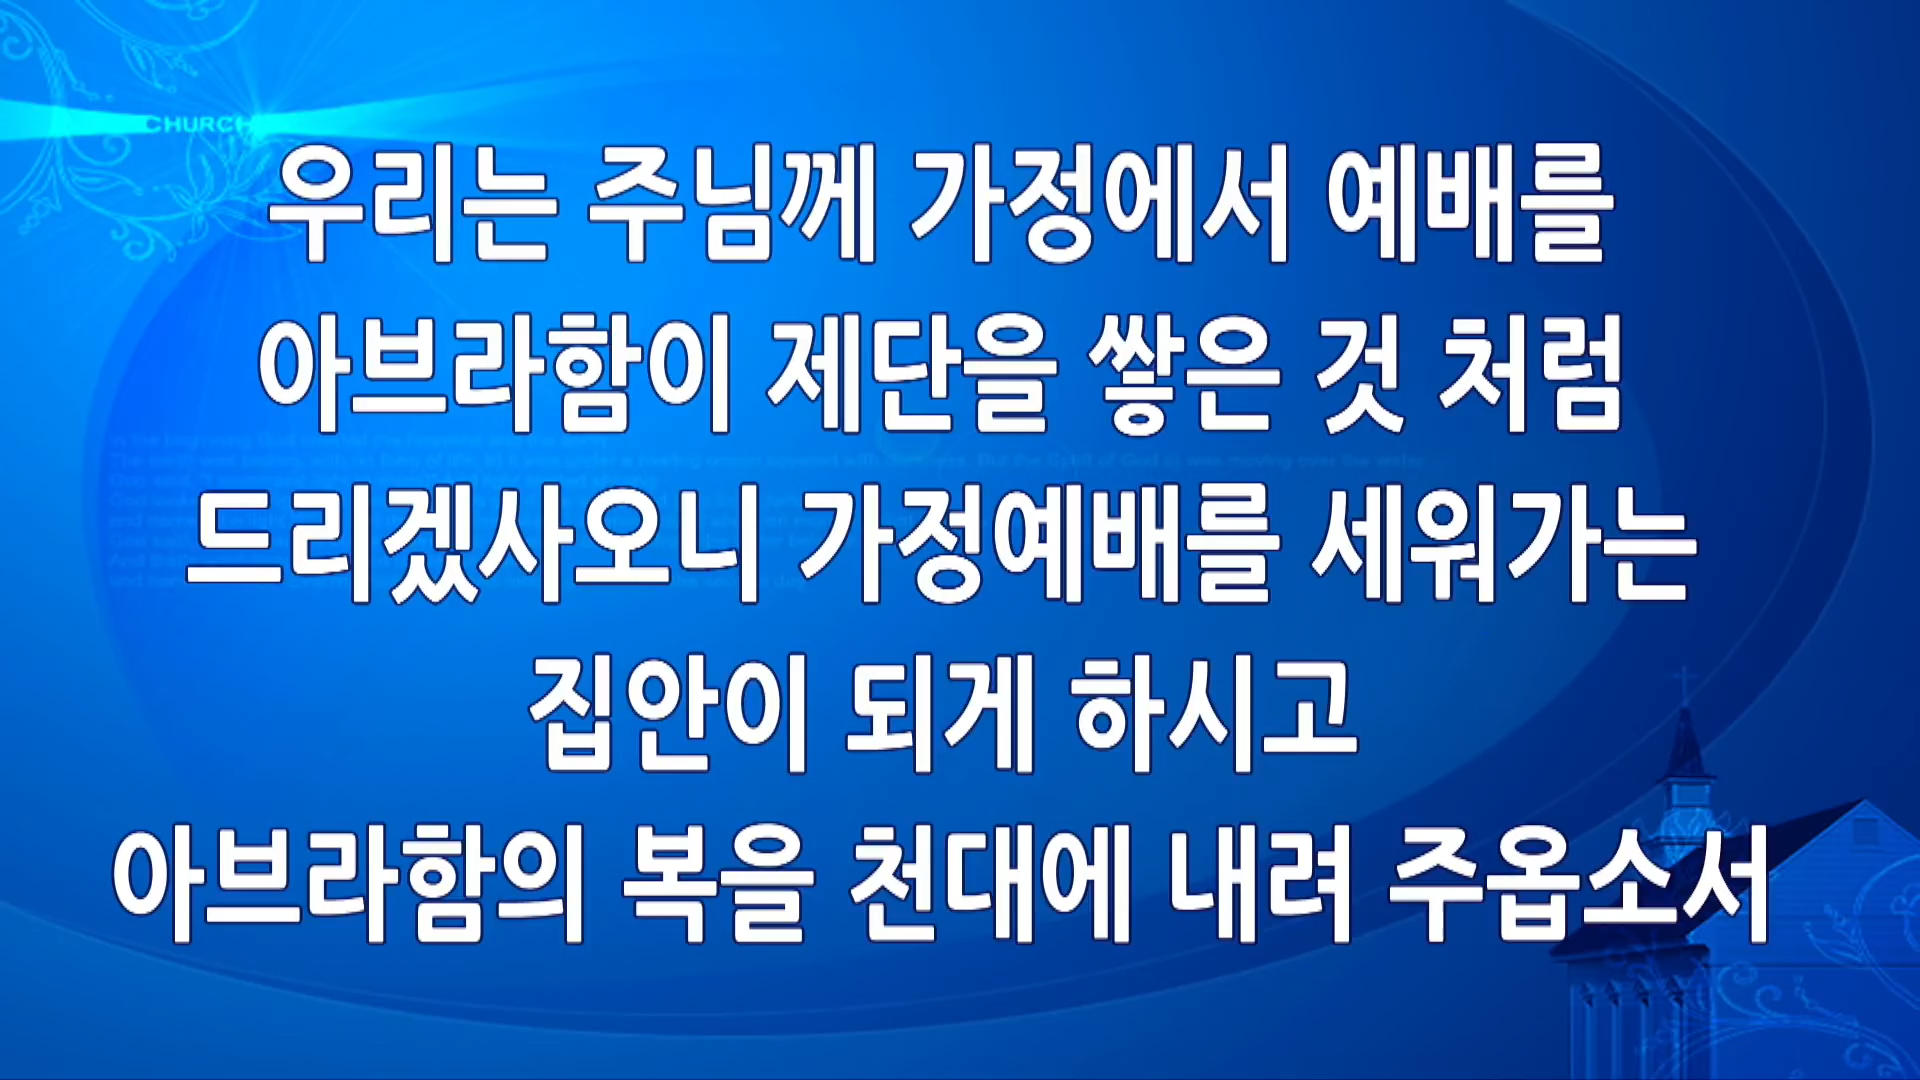 CHURCH
우리는 주님께 가정에서 예배를
아브라함이 제단을 쌓은 것 처럼
드리겠사오니 가정예배를 세워가는
집안이 되게 하시고
아브라함의 복을 천대에 내려 주옵소서